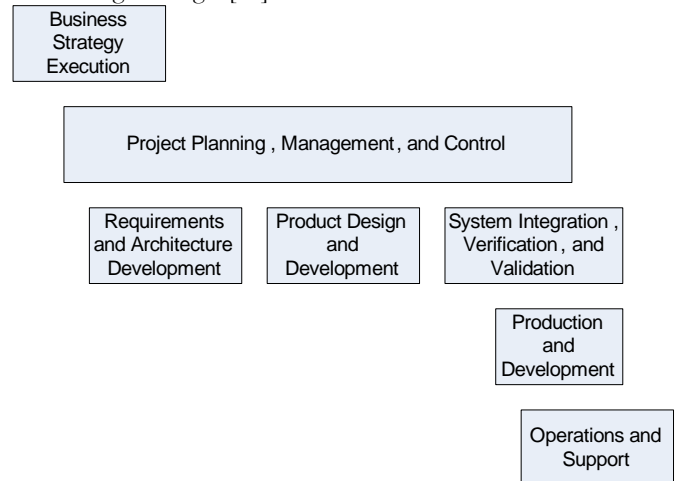 Business
Strategy
Execution
Project Planning , Management , and Control
Requirements
and Architecture
Development
Product Design
and
Development
System Integration ,
Verification , and
Validation
Production
and
Development
Operations and
Support